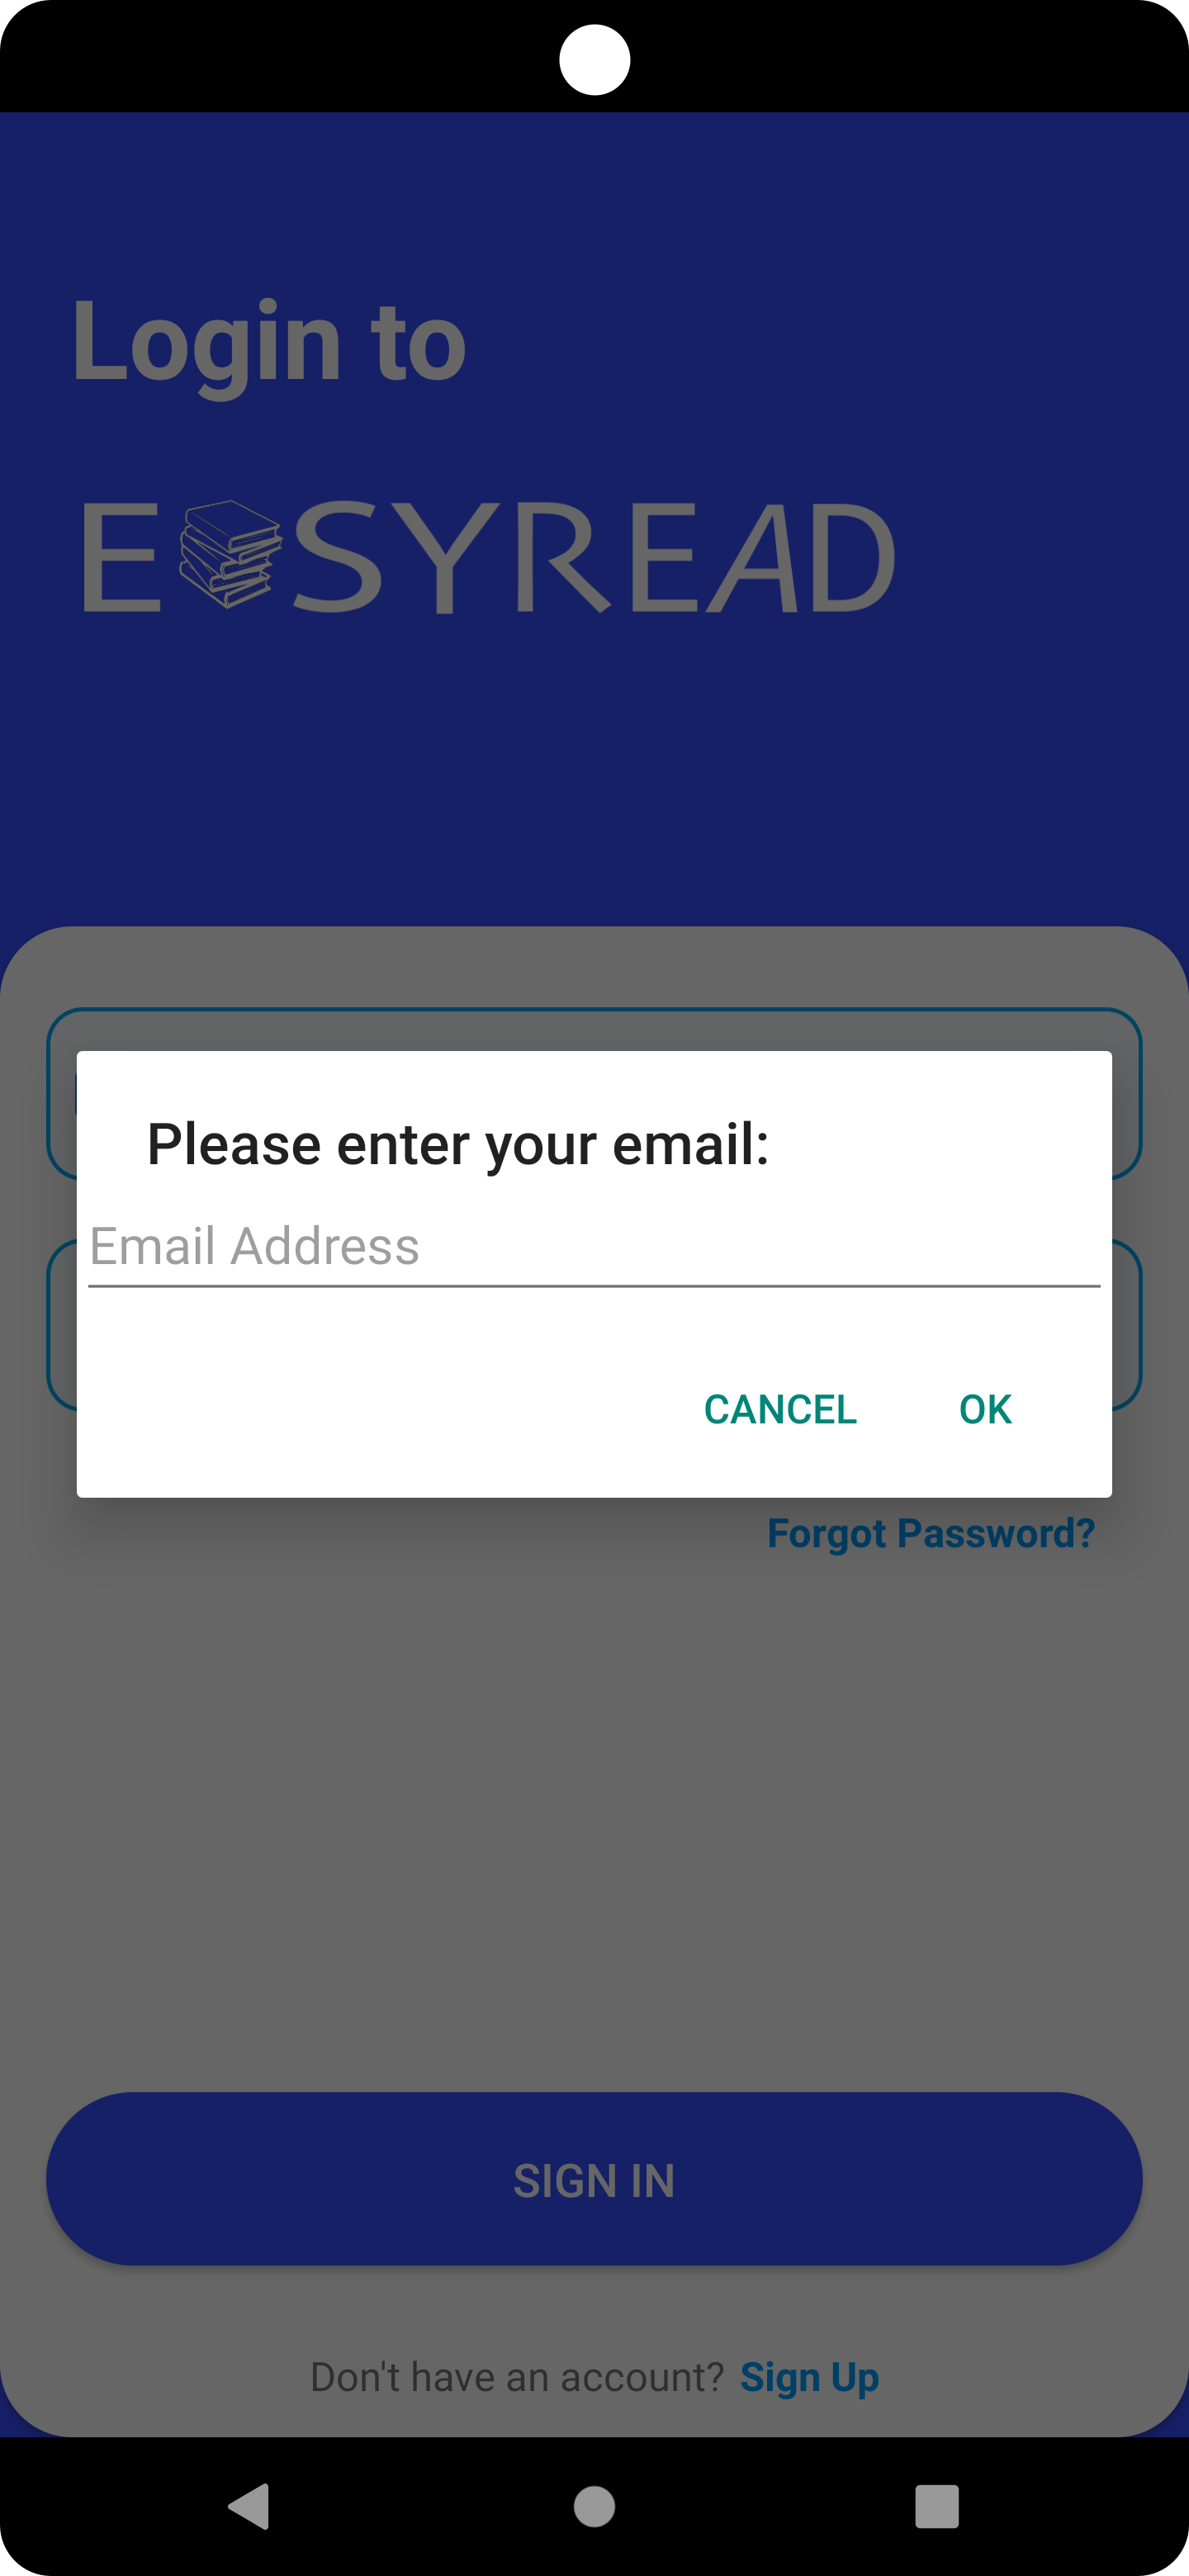 Login to
E SYREAD
Please enter your email:
Email Address
CANCEL OK
Forgot Password?
SIGN IN
Don't have an account? Sign Up